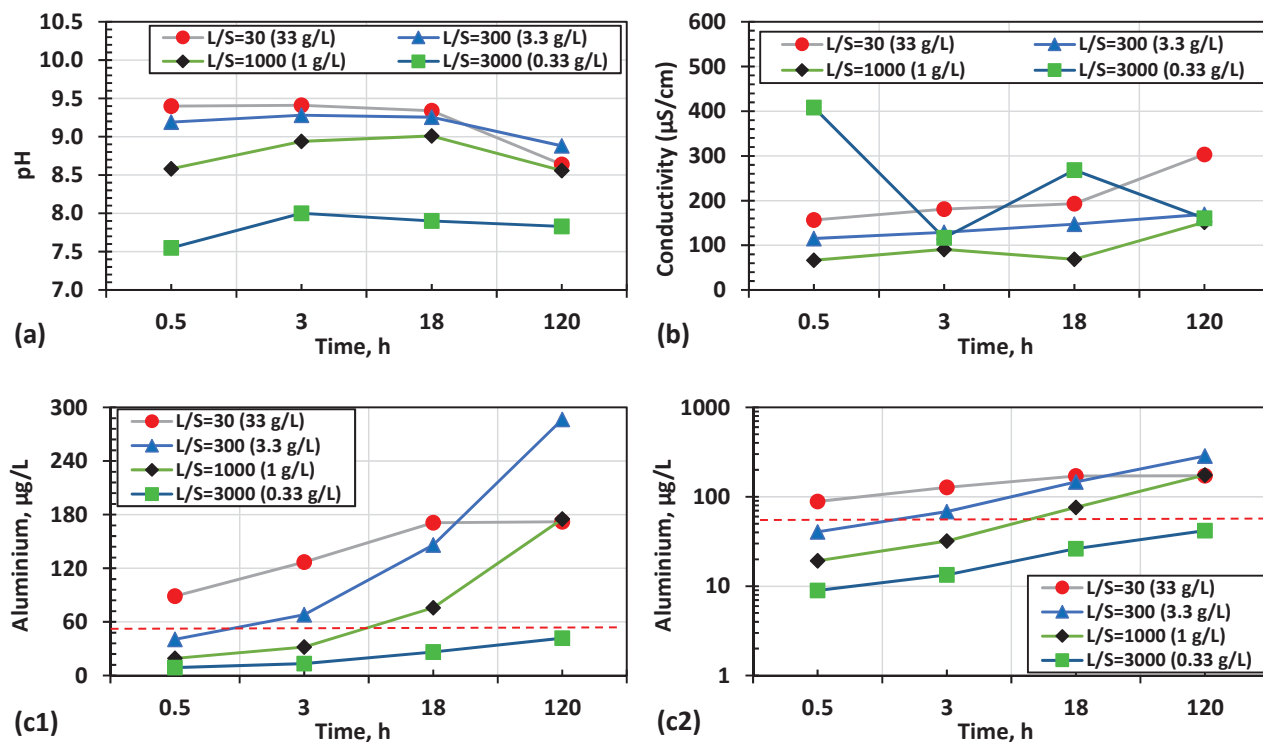 10.5
10.0
9.5
9.0
8.5
8.0
7.5
7.0
pH
L/S=30 (33 g/L)
L/S=300 (3.3 g/L)
L/S=1000 (1 g/L)
L/S=3000 (0.33 g/L)
0.5
3
18
120
Time, h
(a)
600
500
400
300
200
100
0
Conductivity (µS/cm)
L/S=30 (33 g/L)
L/S=300 (3.3 g/L)
L/S=1000 (1 g/L)
L/S=3000 (0.33 g/L)
0.5
3
18
120
Time, h
(b)
300
240
180
120
60
0
Aluminium, µg/L
L/S=30 (33 g/L)
L/S=300 (3.3 g/L)
L/S=1000 (1 g/L)
L/S=3000 (0.33 g/L)
0.5
3
18
120
Time, h
(c1)
1000
100
10
1
Aluminium, µg/L
L/S=30 (33 g/L)
L/S=300 (3.3 g/L)
L/S=1000 (1 g/L)
L/S=3000 (0.33 g/L)
0.5
3
18
120
Time, h
(c2)